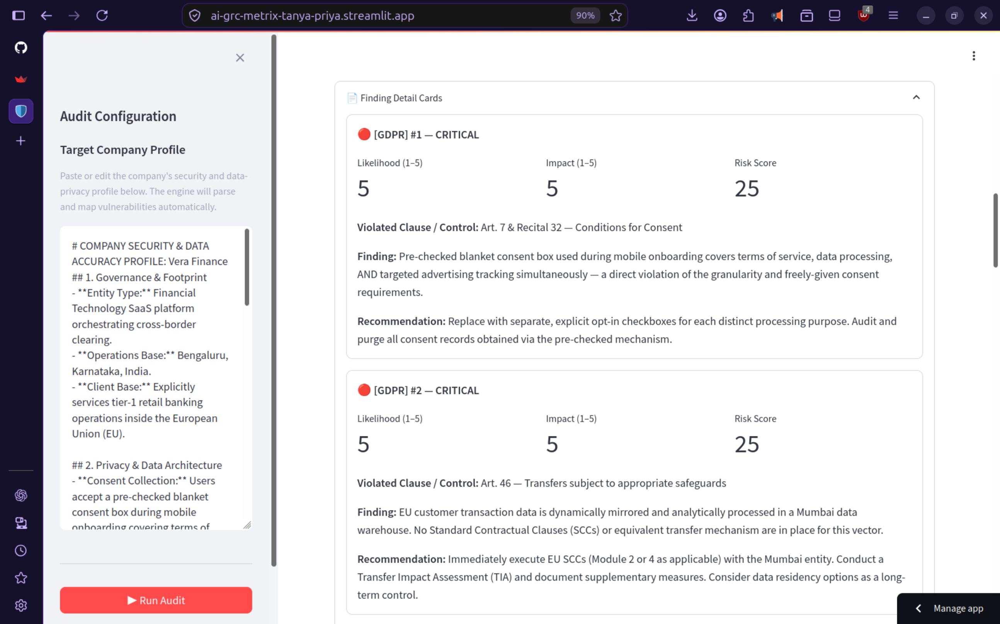 ai-grc-metrix-tanya-priya.streamlit.app
90%
4
Audit Configuration
Target Company Profile
Paste or edit the company's security and data-
privacy profile below. The engine will parse
and map vulnerabilities automatically.
# COMPANY SECURITY & DATA
ACCURACY PROFILE: Vera Finance
## 1. Governance & Footprint
- **Entity Type:** Financial
Technology SaaS platform
orchestrating cross-border
clearing.
- **Operations Base:** Bengaluru,
Karnataka, India.
- **Client Base:** Explicitly
services tier-1 retail banking
operations inside the European
Union (EU).
## 2. Privacy & Data Architecture
- **Consent Collection:** Users
accept a pre-checked blanket
consent box during mobile
onboarding covering terms of
▶ Run Audit
📄 Finding Detail Cards
🔴 [GDPR] #1 — CRITICAL
Likelihood (1–5)
Impact (1–5)
Risk Score
5
5
25
Violated Clause / Control: Art. 7 & Recital 32 — Conditions for Consent
Finding: Pre-checked blanket consent box used during mobile onboarding covers terms of service, data processing,
AND targeted advertising tracking simultaneously — a direct violation of the granularity and freely-given consent
requirements.
Recommendation: Replace with separate, explicit opt-in checkboxes for each distinct processing purpose. Audit and
purge all consent records obtained via the pre-checked mechanism.
🔴 [GDPR] #2 — CRITICAL
Likelihood (1–5)
Impact (1–5)
Risk Score
5
5
25
Violated Clause / Control: Art. 46 — Transfers subject to appropriate safeguards
Finding: EU customer transaction data is dynamically mirrored and analytically processed in a Mumbai data
warehouse. No Standard Contractual Clauses (SCCs) or equivalent transfer mechanism are in place for this vector.
Recommendation: Immediately execute EU SCCs (Module 2 or 4 as applicable) with the Mumbai entity. Conduct a
Transfer Impact Assessment (TIA) and document supplementary measures. Consider data residency options as a long-
term control.
Manage app